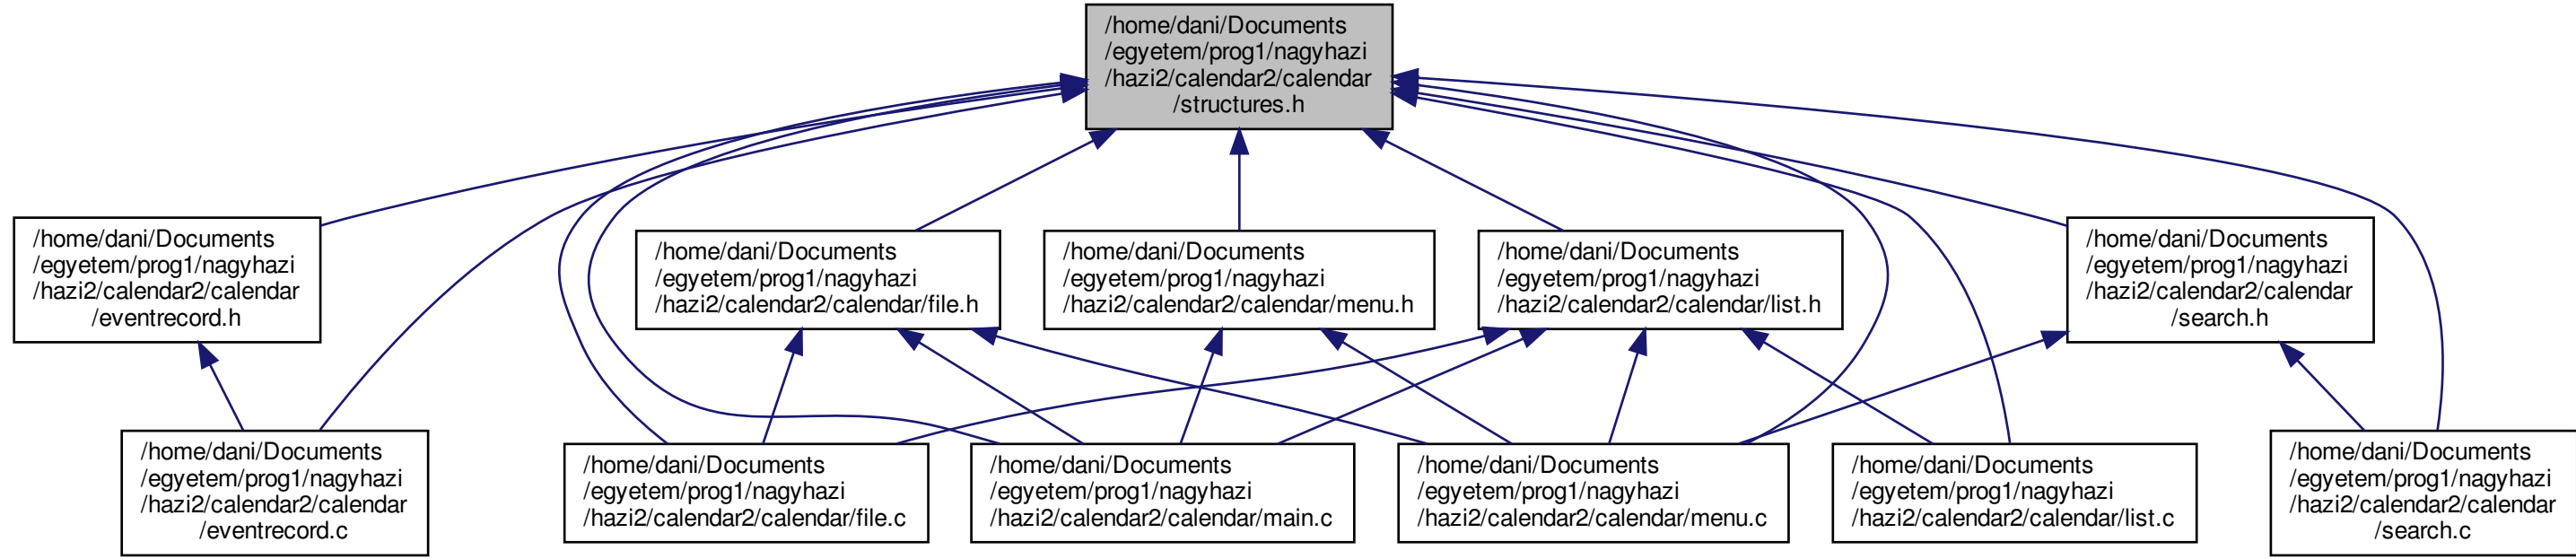 /home/dani/Documents
/egyetem/prog1/nagyhazi
/hazi2/calendar2/calendar
/structures.h
/home/dani/Documents
/egyetem/prog1/nagyhazi
/hazi2/calendar2/calendar
/eventrecord.h
/home/dani/Documents
/egyetem/prog1/nagyhazi
/hazi2/calendar2/calendar/file.h
/home/dani/Documents
/egyetem/prog1/nagyhazi
/hazi2/calendar2/calendar/menu.h
/home/dani/Documents
/egyetem/prog1/nagyhazi
/hazi2/calendar2/calendar/list.h
/home/dani/Documents
/egyetem/prog1/nagyhazi
/hazi2/calendar2/calendar
/search.h
/home/dani/Documents
/egyetem/prog1/nagyhazi
/hazi2/calendar2/calendar
/eventrecord.c
/home/dani/Documents
/egyetem/prog1/nagyhazi
/hazi2/calendar2/calendar/file.c
/home/dani/Documents
/egyetem/prog1/nagyhazi
/hazi2/calendar2/calendar/main.c
/home/dani/Documents
/egyetem/prog1/nagyhazi
/hazi2/calendar2/calendar/menu.c
/home/dani/Documents
/egyetem/prog1/nagyhazi
/hazi2/calendar2/calendar/list.c
/home/dani/Documents
/egyetem/prog1/nagyhazi
/hazi2/calendar2/calendar
/search.c